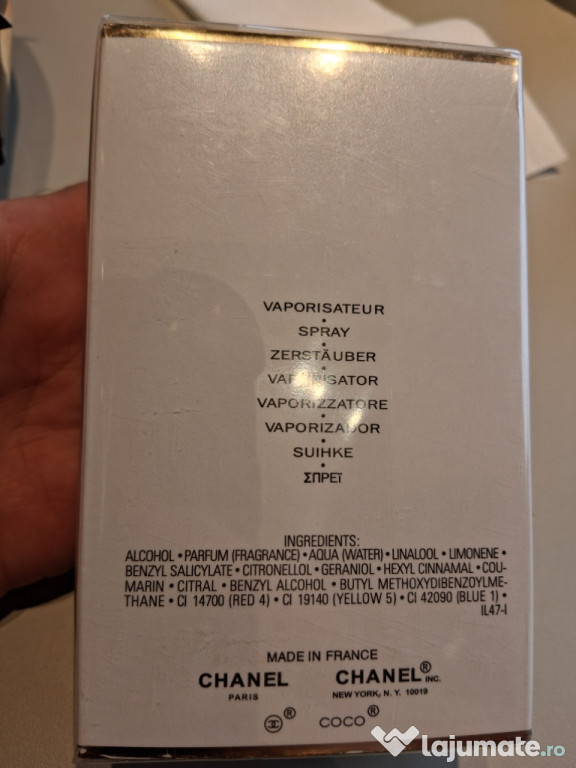 VAPORISATEUR
•
SPRAY
•
ZERSTÄUBER
•
VAPORISATOR
•
VAPORIZZATORE
•
VAPORIZADOR
•
SUIHKE
•
ΣΠΡΕΪ
INGREDIENTS:
ALCOHOL • PARFUM (FRAGRANCE) • AQUA (WATER) • LINALOOL • LIMONENE •
BENZYL SALICYLATE • CITRONELLOL • GERANIOL • HEXYL CINNAMAL • COU-
MARIN • CITRAL • BENZYL ALCOHOL • BUTYL METHOXYDIBENZOYLME-
THANE • CI 14700 (RED 4) • CI 19140 (YELLOW 5) • CI 42090 (BLUE 1) •
IL47-I
MADE IN FRANCE
CHANEL CHANEL® INC.
PARIS NEW YORK, N. Y. 10019
® COCO®
lajumate.ro